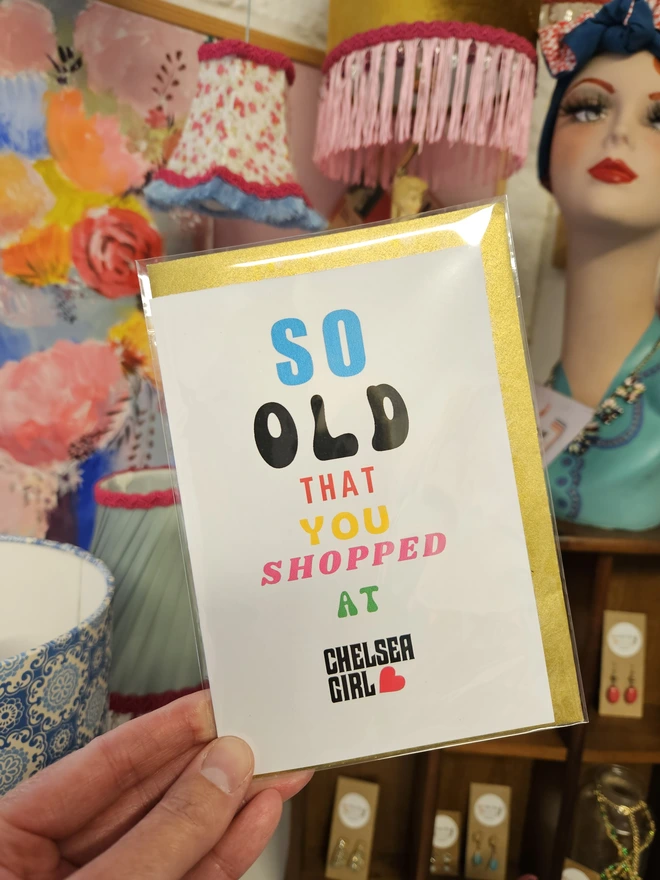 SO
OLD
THAT
YOU
SHOPPED
AT
CHELSEA
GIRL